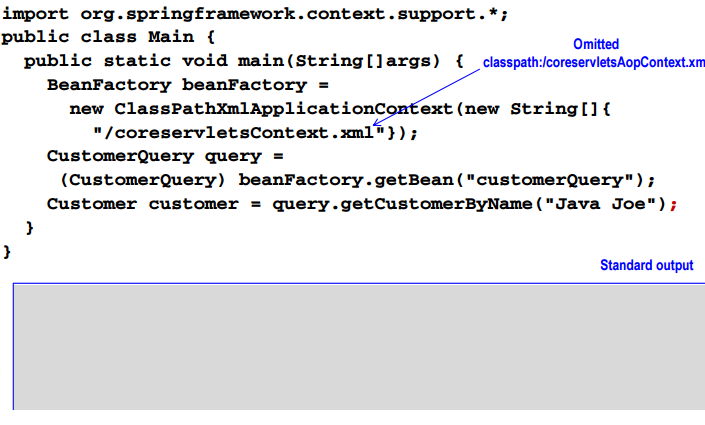 import org.springframework.context.support.*;
public class Main {
public static void main(String[]args) {
Omitted
classpath:/coreservletsAopContext.xm
BeanFactory beanFactory =
new ClassPathXmlApplicationContext(new String[]{
"/coreservletsContext.xml"});
CustomerQuery query =
(CustomerQuery) beanFactory.getBean("customerQuery");
Customer customer = query.getCustomerByName("Java Joe");
}
}
Standard output